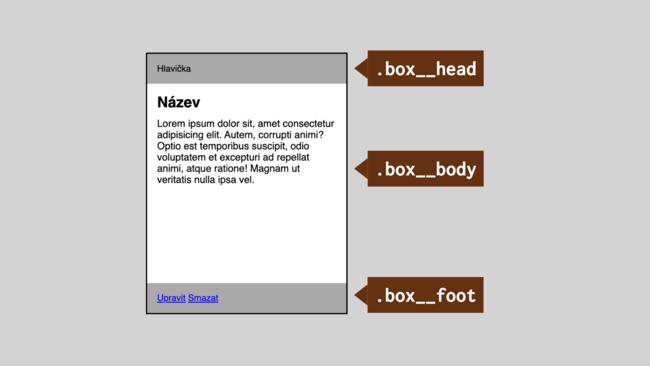 Hlavička
.box__head
Název
Lorem ipsum dolor sit, amet consectetur
adipisicing elit. Autem, corrupti animi?
Optio est temporibus suscipit, odio
voluptatem et excepturi ad repellat
animi, atque ratione! Magnam ut
veritatis nulla ipsa vel.
.box__body
Upravit Smazat
.box__foot